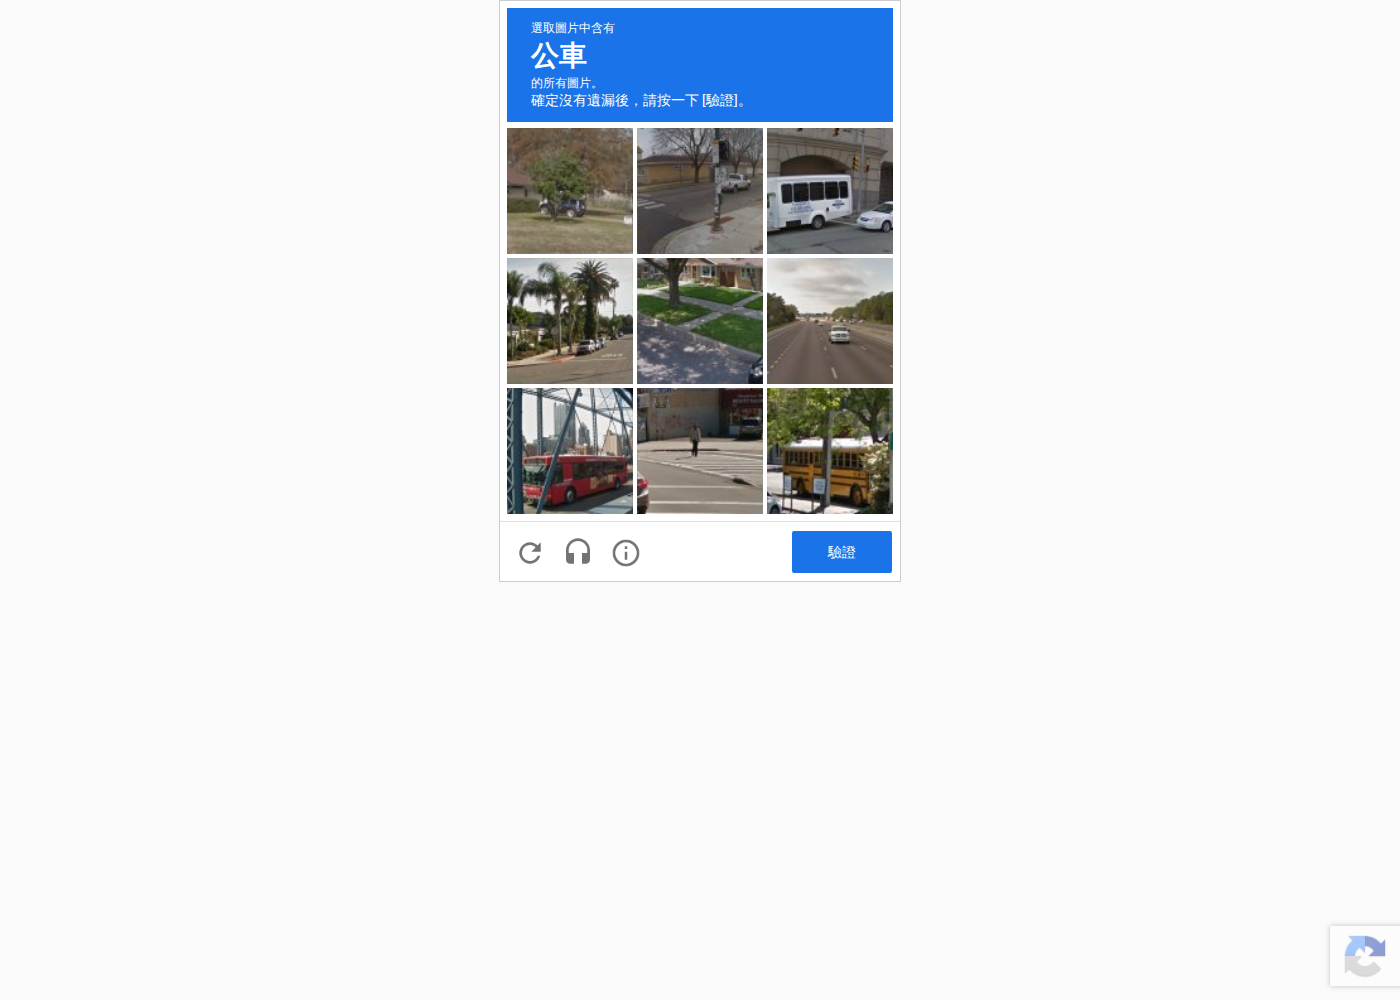 選取圖片中含有
公車
的所有圖片。
確定沒有遺漏後，請按一下 [驗證]。
驗證